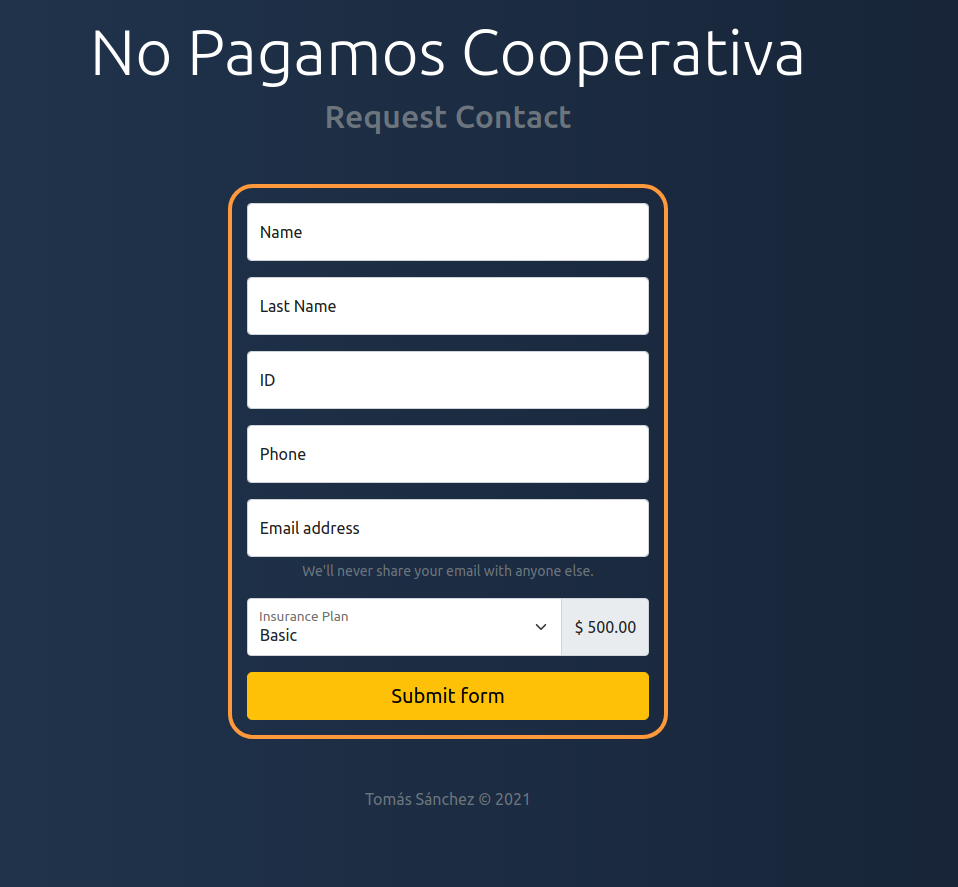 No Pagamos Cooperativa
Request Contact
Name
Last Name
ID
Phone
Email address
We'll never share your email with anyone else.
Insurance Plan
Basic
$ 500.00
Submit form
Tomás Sánchez © 2021